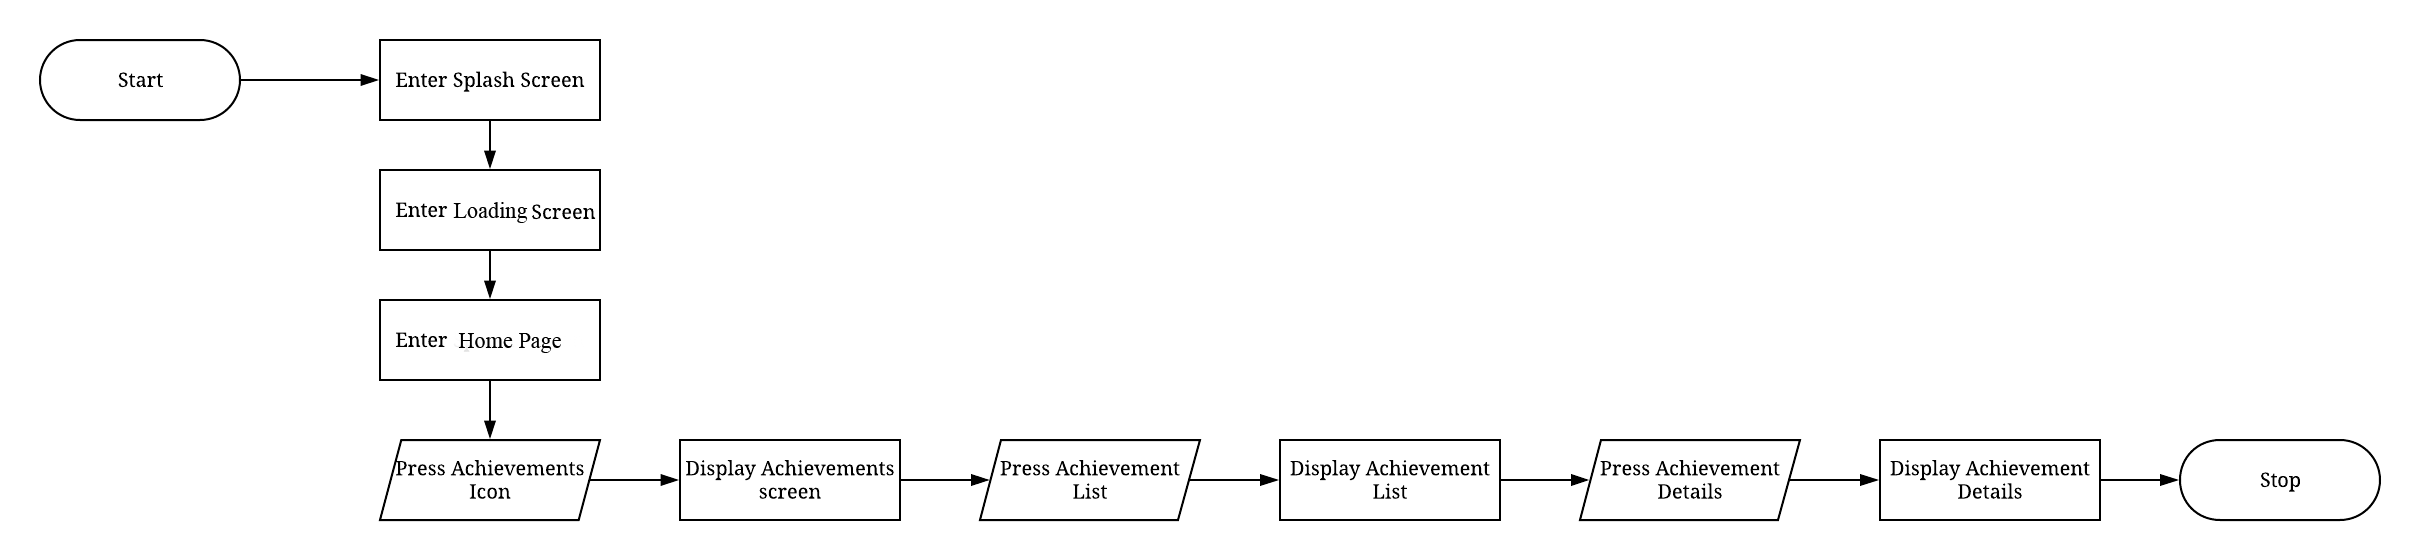 Start
Enter Splash Screen
Enter Loading Screen
Enter Home Page
Press Achievements
Icon
Display Achievements
screen
Press Achievement
List
Display Achievement
List
Press Achievement
Details
Display Achievement
Details
Stop